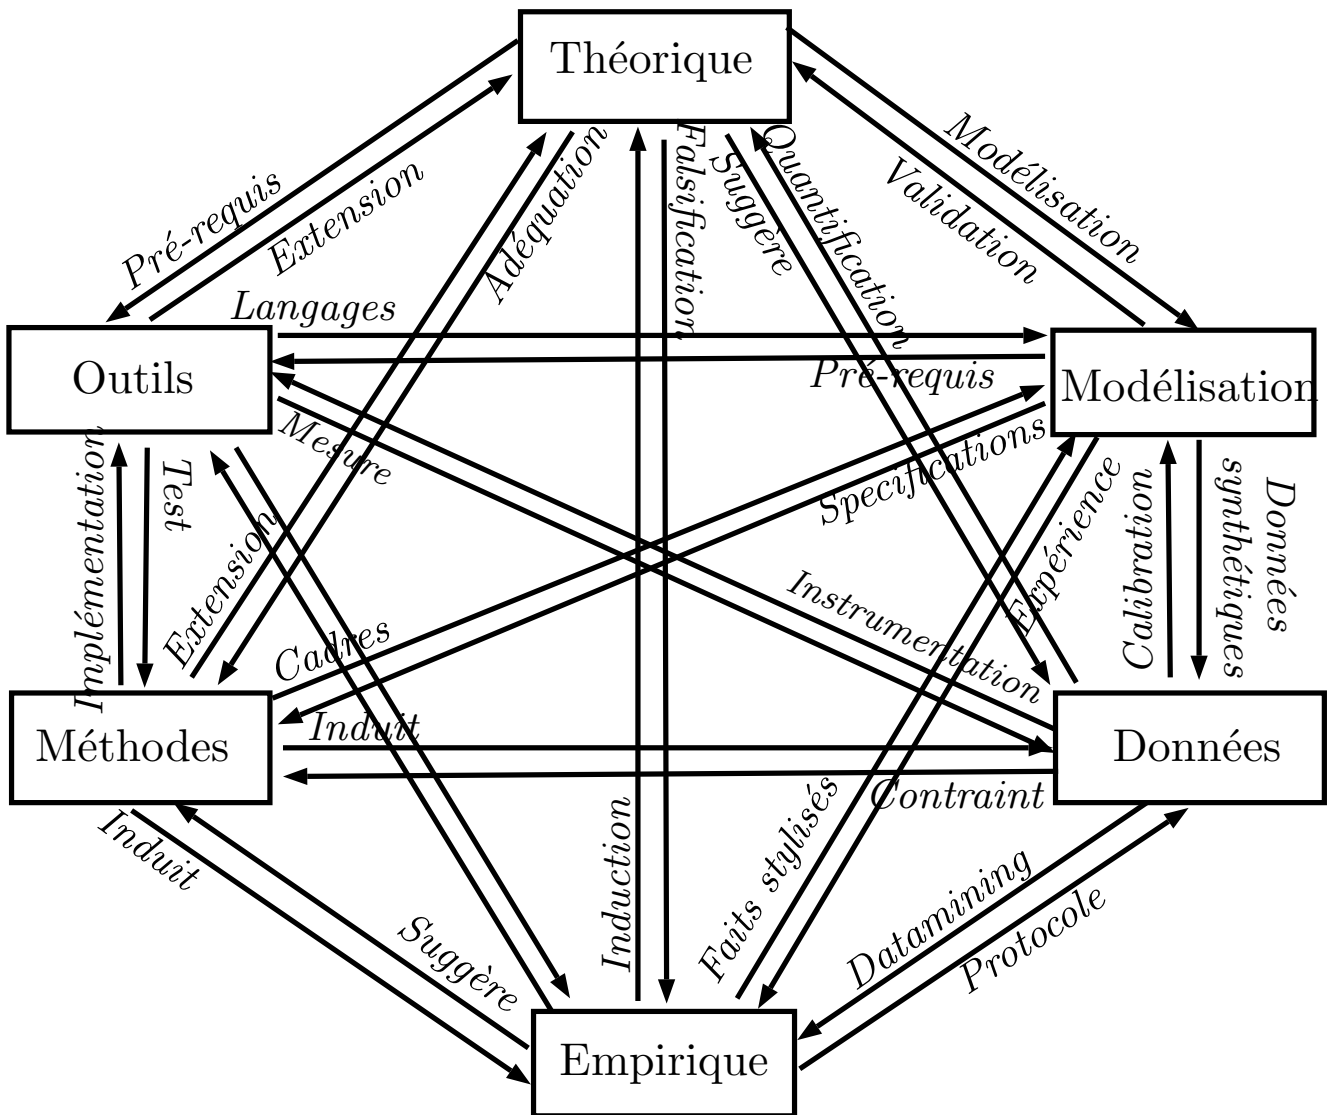 Théorique
Pré-requis
Extension
Adéquation
Falsification
Suggère
Quantification
Modélisation
Validation
Langages
Pré-requis
Outils
Modélisation
Mesure
Specifications
Implémentation
Test
Extension
Expérience
Calibration
Données
synthétiques
Instrumentation
Cadres
Induit
Méthodes
Données
Contraint
Induit
Suggère
Induction
Faits stylisés
Datamining
Protocole
Empirique